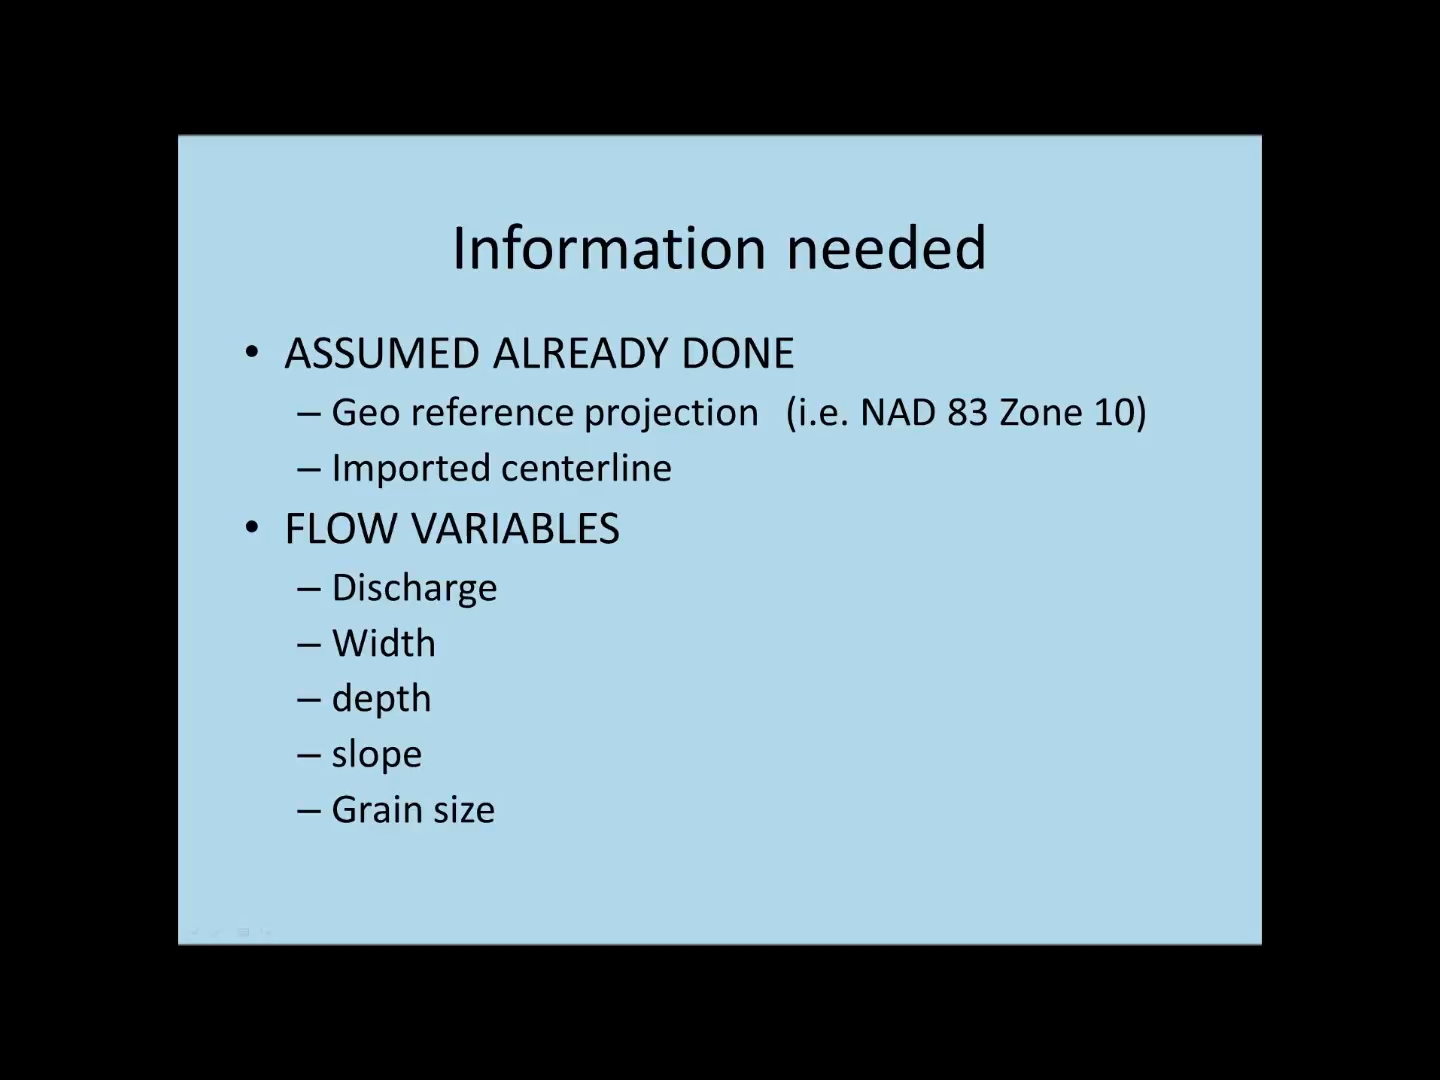 Information needed
• ASSUMED ALREADY DONE
– Geo reference projection (i.e. NAD 83 Zone 10)
– Imported centerline
• FLOW VARIABLES
– Discharge
– Width
– depth
– slope
– Grain size